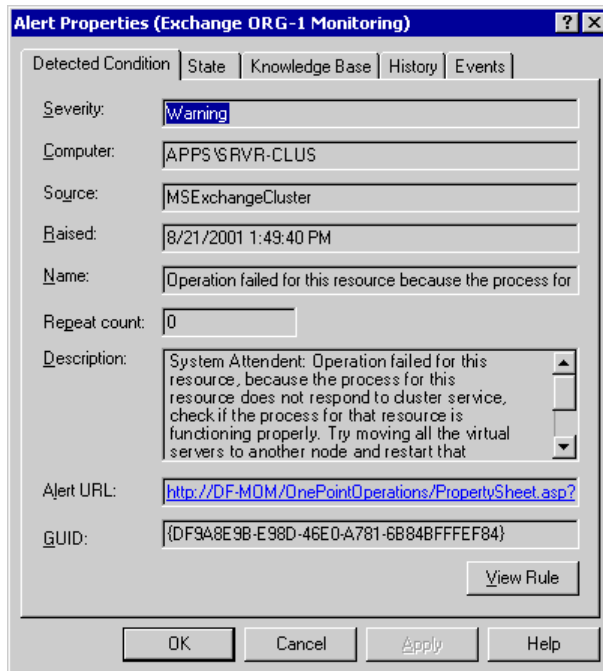 Alert Properties (Exchange ORG-1 Monitoring)
Detected Condition State Knowledge Base History Events
Severity: Warning
Computer: APPS\SRVR-CLUS
Source: MSExchangeCluster
Raised: 8/21/2001 1:49:40 PM
Name: Operation failed for this resource because the process for
Repeat count: 0
Description: System Attendent: Operation failed for this
resource, because the process for this
resource does not respond to cluster service,
check if the process for that resource is
functioning properly. Try moving all the virtual
servers to another node and restart that
Alert URL: http://DF-MOM/OnePointOperations/PropertySheet.asp?
GUID: {DF9A8E9B-E98D-46E0-A781-6B84BFFFEF84}
View Rule
OK Cancel Apply Help